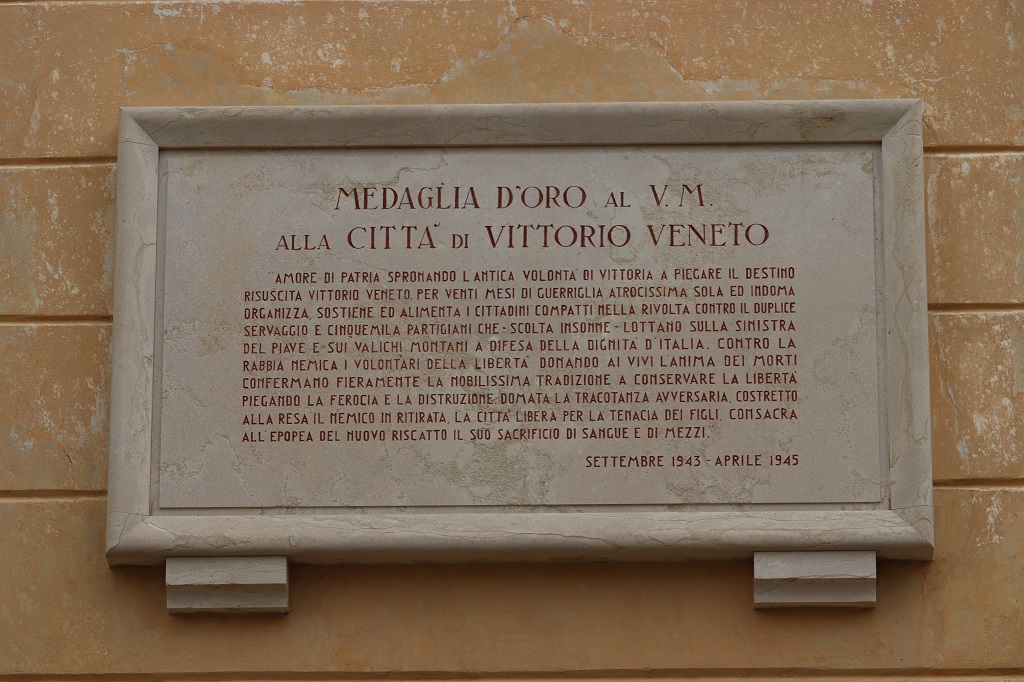 MEDAGLIA D'ORO AL V.M.
ALLA CITTA' DI VITTORIO VENETO
"AMORE DI PATRIA SPRONANDO L'ANTICA VOLONTA' DI VITTORIA A PIEGARE IL DESTINO
RISUSCITA VITTORIO VENETO. PER VENTI MESI DI GUERRIGLIA ATROCISSIMA SOLA ED INDOMA
ORGANIZZA, SOSTIENE ED ALIMENTA I CITTADINI COMPATTI NELLA RIVOLTA CONTRO IL DUPLICE
SERVAGGIO E CINQUEMILA PARTIGIANI CHE - SCOLTA INSONNE - LOTTANO SULLA SINISTRA
DEL PIAVE E SUI VALICHI MONTANI A DIFESA DELLA DIGNITA' D'ITALIA. CONTRO LA
RABBIA NEMICA I VOLONTARI DELLA LIBERTA' DONANDO AI VIVI L'ANIMA DEI MORTI
CONFERMANO FIERAMENTE LA NOBILISSIMA TRADIZIONE A CONSERVARE LA LIBERTA'
PIEGANDO LA FEROCIA E LA DISTRUZIONE. DOMATA LA TRACOTANZA AVVERSARIA, COSTRETTO
ALLA RESA IL NEMICO IN RITIRATA, LA CITTA' LIBERA PER LA TENACIA DEI FIGLI, CONSACRA
ALL'EPOPEA DEL NUOVO RISCATTO IL SUO SACRIFICIO DI SANGUE E DI MEZZI."
SETTEMBRE 1943 - APRILE 1945